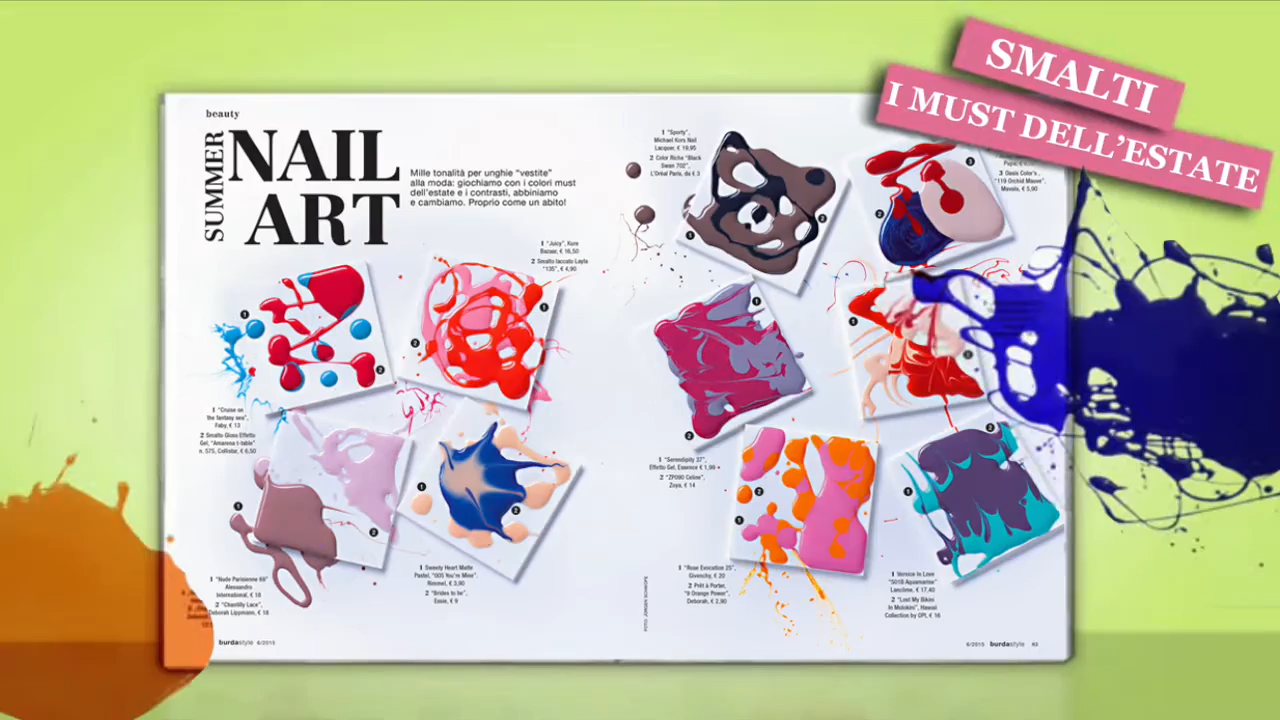 SMALTI
I MUST DELL'ESTATE
beauty
SUMMER
NAIL
ART
Mille tonalità per unghie "vestite"
alla moda: giochiamo con i colori must
dell'estate e i contrasti, abbiniamo
e cambiamo. Proprio come un abito!
1 "Juicy", Kure
Bazaar, € 16,50
2 Smalto laccato Layla
"135", € 4,90
1 "Cruise on
the fantasy sea",
Faby, € 13
2 Smalto Gloss Effetto
Gel, "Amarena t-table"
n. 575, Collistar, € 6,50
1 "Nude Parisienne 69"
Alessandro
International, € 18
2 "Chantilly Lace",
Deborah Lippmann, € 18
1 Sweety Heart Matte
Pastel, "005 You're Mine",
Rimmel, € 3,90
2 "Brides to be",
Essie, € 9
burdastyle 6/2015
1 "Sporty",
Michael Kors Nail
Lacquer, € 19,95
2 Color Riche "Black
Swan 702",
L'Oréal Paris, da € 3
3 Oasis Color's,
"119 Orchid Mauve",
Mavala, € 5,90
1 "Serendipity 37",
Effetto Gel, Essence € 1,99
2 "ZP090 Celine",
Zoya, € 14
1 "Rose Evocation 25",
Givenchy, € 20
2 Prêt à Porter,
"9 Orange Power",
Deborah, € 2,90
1 Vernice In Love
"501B Aquamarine"
Lancôme, € 17,40
2 "Lost My Bikini
In Molokini", Hawaii
Collection by OPI, € 16
6/2015 burdastyle